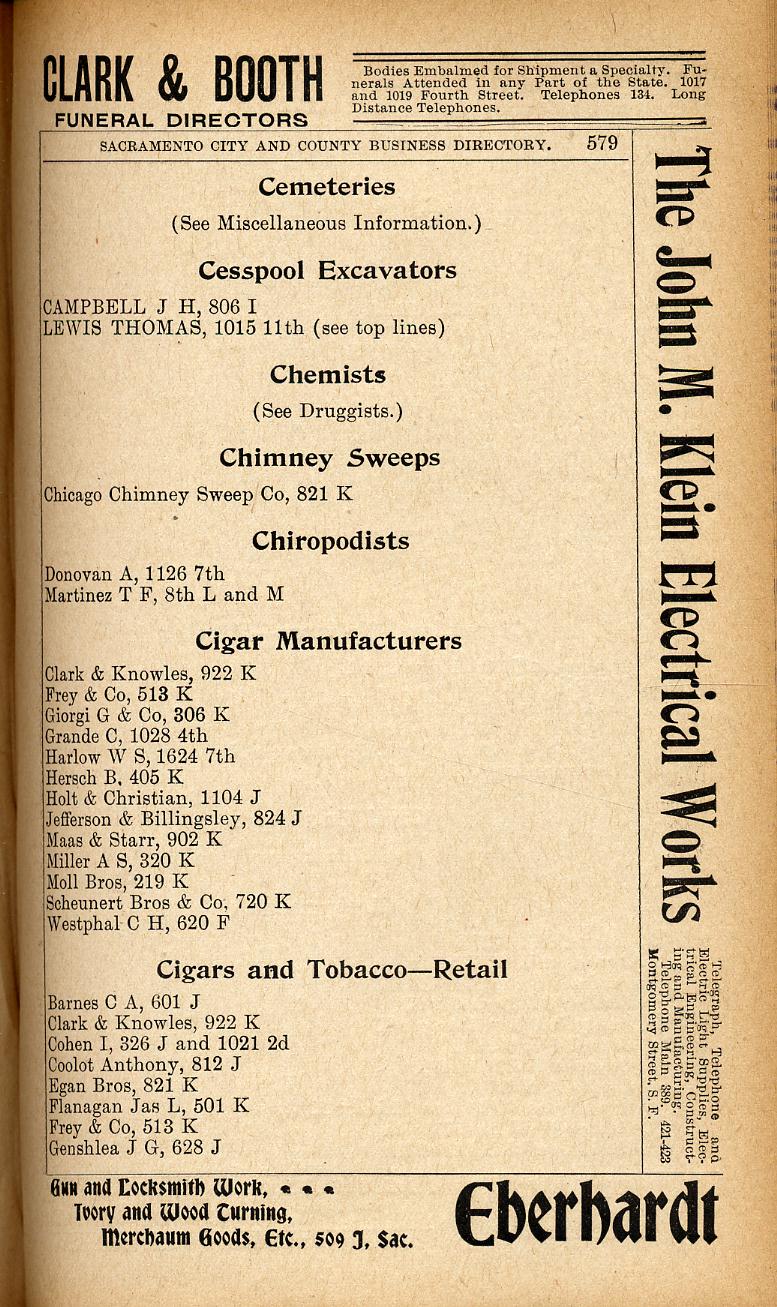 CLARK & BOOTH
FUNERAL DIRECTORS
Bodies Embalmed for Shipment a Specialty. Fu-
nerals Attended in any Part of the State. 1017
and 1019 Fourth Street. Telephones 134. Long
Distance Telephones.
SACRAMENTO CITY AND COUNTY BUSINESS DIRECTORY. 579
Cemeteries
(See Miscellaneous Information.)
Cesspool Excavators
CAMPBELL J H, 806 I
LEWIS THOMAS, 1015 11th (see top lines)
Chemists
(See Druggists.)
Chimney Sweeps
Chicago Chimney Sweep Co, 821 K
Chiropodists
Donovan A, 1126 7th
Martinez T F, 8th L and M
Cigar Manufacturers
Clark & Knowles, 922 K
Frey & Co, 513 K
Giorgi G & Co, 306 K
Grande C, 1028 4th
Harlow W S, 1624 7th
Hersch B, 405 K
Holt & Christian, 1104 J
Jefferson & Billingsley, 824 J
Maas & Starr, 902 K
Miller A S, 320 K
Moll Bros, 219 K
Scheunert Bros & Co, 720 K
Westphal C H, 620 F
Cigars and Tobacco—Retail
Barnes C A, 601 J
Clark & Knowles, 922 K
Cohen I, 326 J and 1021 2d
Coolot Anthony, 812 J
Egan Bros, 821 K
Flanagan Jas L, 501 K
Frey & Co, 513 K
Genshlea J G, 628 J
The John M. Klein Electrical Works
Telegraph, Telephone and
Electric Light Supplies, Elec-
trical Engineering, Construct-
ing and Manufacturing.
Telephone Main 389. 421-423
Montgomery Street, S. F.
Gun and Locksmith Work,
Ivory and Wood Turning,
Merchaum Goods, Etc., 509 J, Sac.
Eberhardt